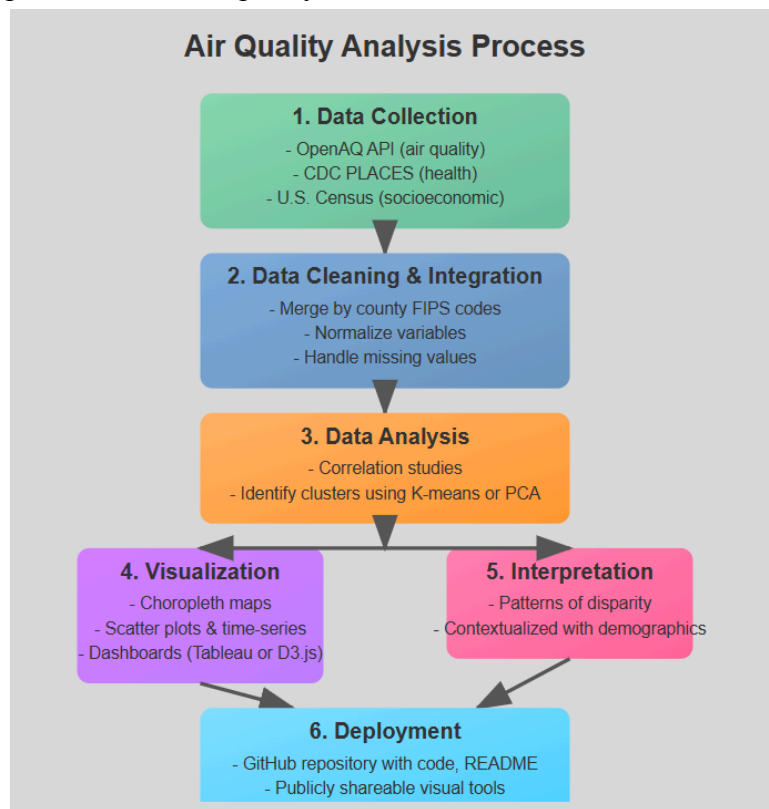 Air Quality Analysis Process
1. Data Collection
- OpenAQ API (air quality)
- CDC PLACES (health)
- U.S. Census (socioeconomic)
2. Data Cleaning & Integration
- Merge by county FIPS codes
- Normalize variables
- Handle missing values
3. Data Analysis
- Correlation studies
- Identify clusters using K-means or PCA
4. Visualization
- Choropleth maps
- Scatter plots & time-series
- Dashboards (Tableau or D3.js)
5. Interpretation
- Patterns of disparity
- Contextualized with demographics
6. Deployment
- GitHub repository with code, README
- Publicly shareable visual tools